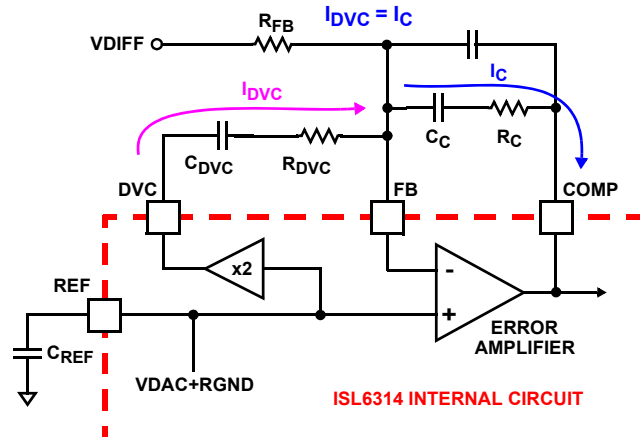 RFB
IDVC = IC
VDIFF
IDVC
IC
CC
RC
CDVC
RDVC
DVC
FB
COMP
x2
-
+
REF
CREF
VDAC+RGND
ERROR
AMPLIFIER
ISL6314 INTERNAL CIRCUIT